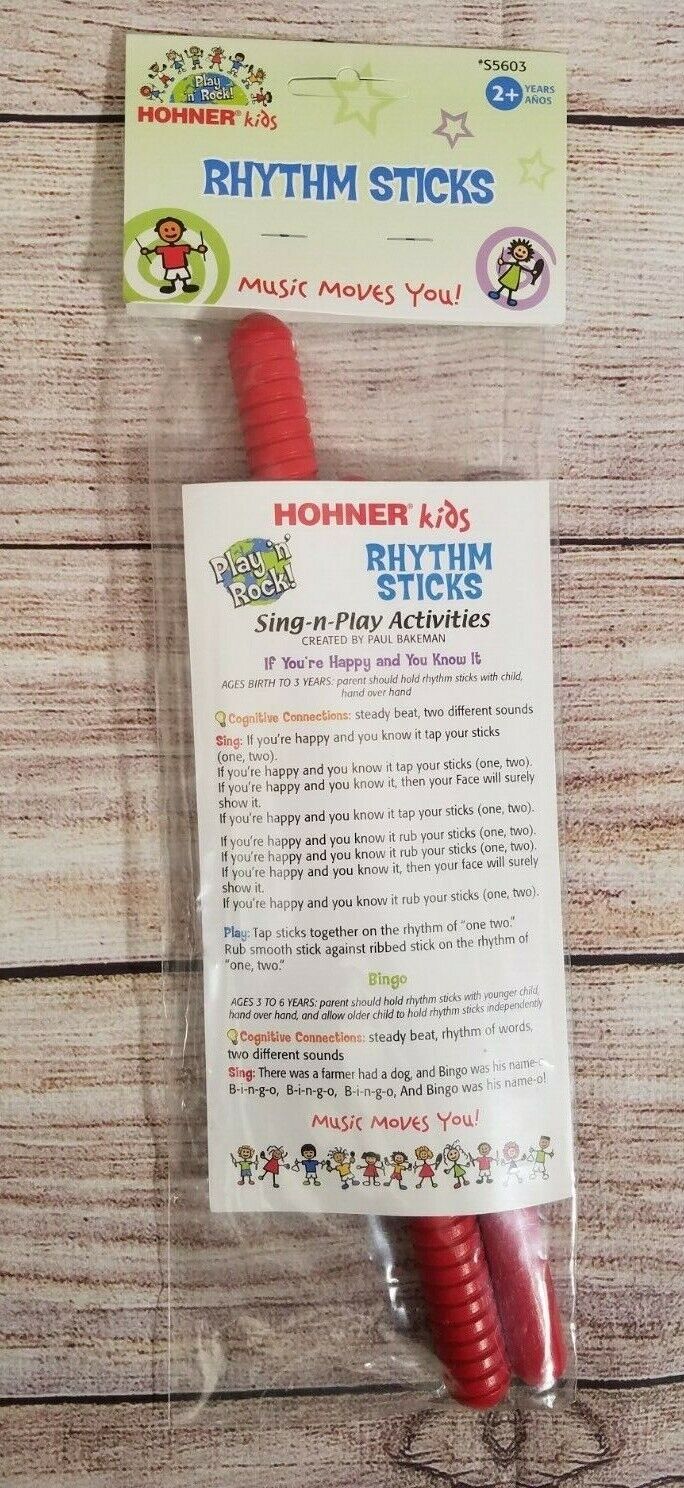 *S5603
Play
'n' Rock!
HOHNER® kids
2+ YEARS
AÑOS
RHYTHM STICKS
Music Moves You!
HOHNER® kids
Play 'n'
Rock!
RHYTHM
STICKS
Sing-n-Play Activities
CREATED BY PAUL BAKEMAN
If You're Happy and You Know It
AGES BIRTH TO 3 YEARS: parent should hold rhythm sticks with child,
hand over hand
Cognitive Connections: steady beat, two different sounds
Sing: If you're happy and you know it tap your sticks
(one, two).
If you're happy and you know it tap your sticks (one, two).
If you're happy and you know it, then your Face will surely
show it.
If you're happy and you know it tap your sticks (one, two).
If you're happy and you know it rub your sticks (one, two).
If you're happy and you know it rub your sticks (one, two).
If you're happy and you know it, then your face will surely
show it.
If you're happy and you know it rub your sticks (one, two).
Play: Tap sticks together on the rhythm of "one two."
Rub smooth stick against ribbed stick on the rhythm of
"one, two."
Bingo
AGES 3 TO 6 YEARS: parent should hold rhythm sticks with younger child,
hand over hand, and allow older child to hold rhythm sticks independently
Cognitive Connections: steady beat, rhythm of words,
two different sounds
Sing: There was a farmer had a dog, and Bingo was his name-o
B-i-n-g-o, B-i-n-g-o, B-i-n-g-o, And Bingo was his name-o!
Music Moves You!